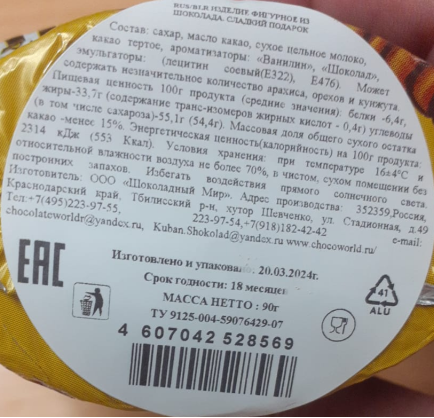 RUS/BLR ИЗДЕЛИЕ ФИГУРНОЕ ИЗ
ШОКОЛАДА. СЛАДКИЙ ПОДАРОК
Состав: сахар, масло какао, сухое цельное молоко,
какао тертое, ароматизаторы: «Ванилин», «Шоколад»,
эмульгаторы: (лецитин соевый(Е322), Е476). Может
содержать незначительное количество арахиса, орехов и кунжута.
Пищевая ценность 100г продукта (средние значения): белки -6,4г,
жиры-33,7г (содержание транс-изомеров жирных кислот - 0,4г) углеводы
(в том числе сахароза)-55,1г (54,4г). Массовая доля общего сухого остатка
какао -менее 15%. Энергетическая ценность(калорийность) на 100г продукта:
2314 кДж (553 Ккал). Условия хранения: при температуре 16±4°С и
относительной влажности воздуха не более 70%, в чистом, сухом помещении без
посторонних запахов. Избегать воздействия прямого солнечного света.
Изготовитель: ООО «Шоколадный Мир». Адрес производства: 352359,Россия,
Краснодарский край, Тбилисский р-н, хутор Шевченко, ул. Стадионная, д.49
Тел.:+7(495)223-97-55, 223-97-54,+7(918)182-42-42 e-mail:
chocolateworldr@yandex.ru, Kuban.Shokolad@yandex.ru www.chocoworld.ru/
EAC
Изготовлено и упаковано: 20.03.2024г.
Срок годности: 18 месяцев
МАССА НЕТТО : 90г
ТУ 9125-004-59076429-07
41
ALU
4 607042 528569